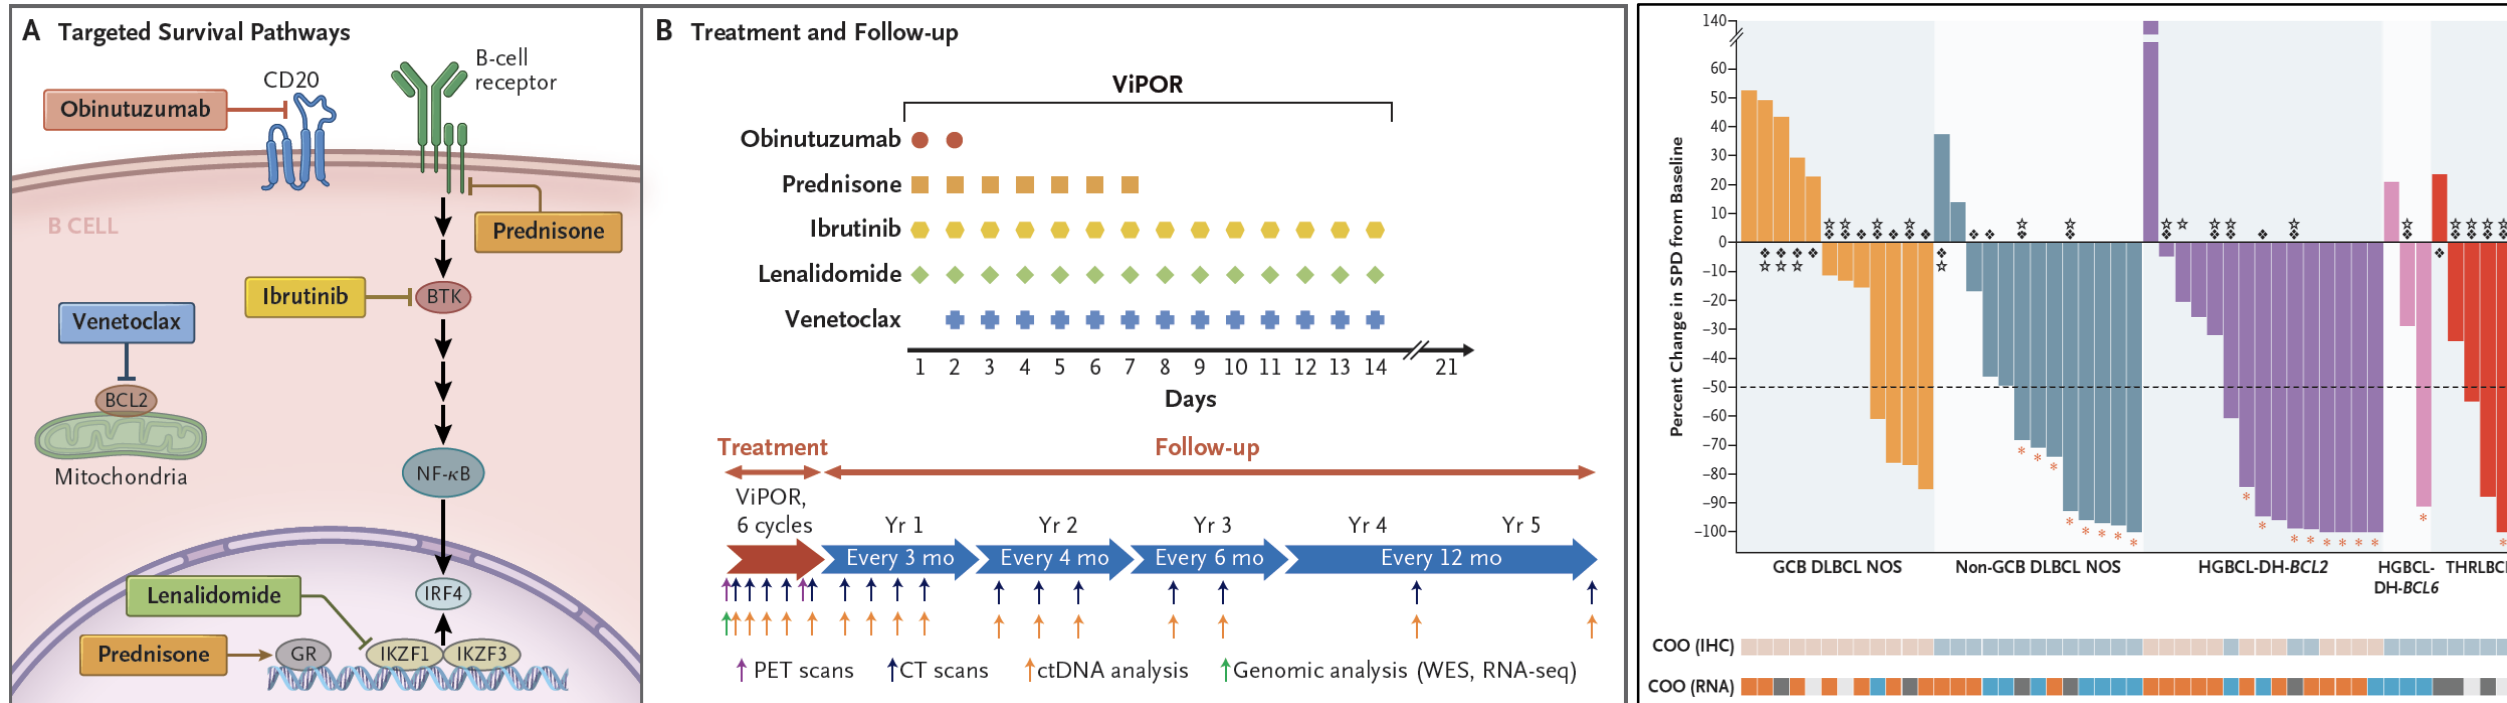 A Targeted Survival Pathways
CD20
B-cell
receptor
Obinutuzumab
B CELL
Prednisone
Ibrutinib
BTK
Venetoclax
BCL2
Mitochondria
NF-κB
Lenalidomide
IRF4
Prednisone
GR
IKZF1
IKZF3
B Treatment and Follow-up
ViPOR
Obinutuzumab
Prednisone
Ibrutinib
Lenalidomide
Venetoclax
1 2 3 4 5 6 7 8 9 10 11 12 13 14 21
Days
Treatment
Follow-up
ViPOR,
6 cycles
Yr 1
Yr 2
Yr 3
Yr 4
Yr 5
Every 3 mo
Every 4 mo
Every 6 mo
Every 12 mo
PET scans
CT scans
ctDNA analysis
Genomic analysis (WES, RNA-seq)
Percent Change in SPD from Baseline
140
60
50
40
30
20
10
0
−10
−20
−30
−40
−50
−60
−70
−80
−90
−100
GCB DLBCL NOS
Non-GCB DLBCL NOS
HGBCL-DH-BCL2
HGBCL-
DH-BCL6
THRLBCL
COO (IHC)
COO (RNA)